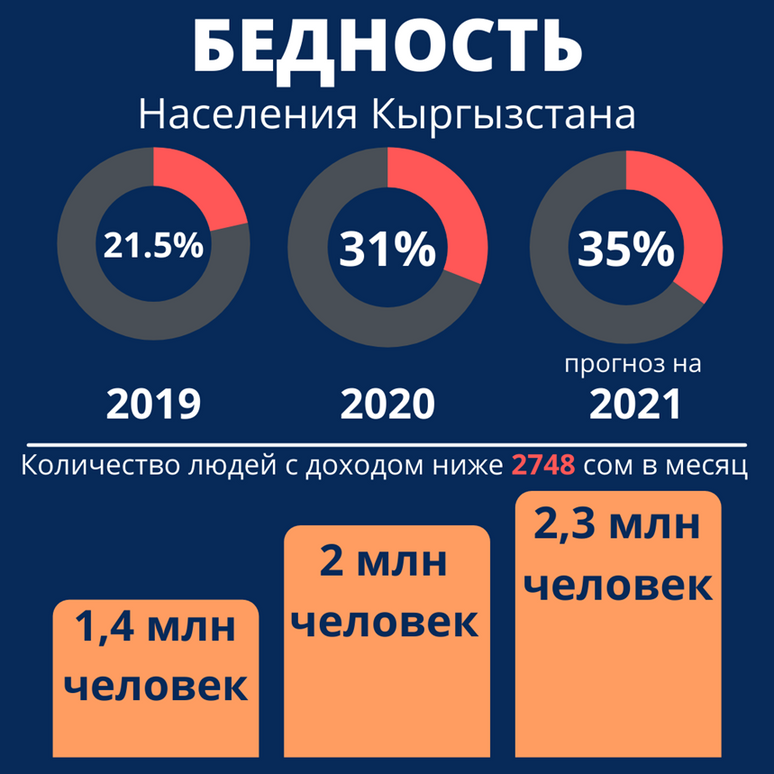 БЕДНОСТЬ
Населения Кыргызстана
21.5%
31%
35%
прогноз на
2019
2020
2021
Количество людей с доходом ниже 2748 сом в месяц
1,4 млн
человек
2 млн
человек
2,3 млн
человек